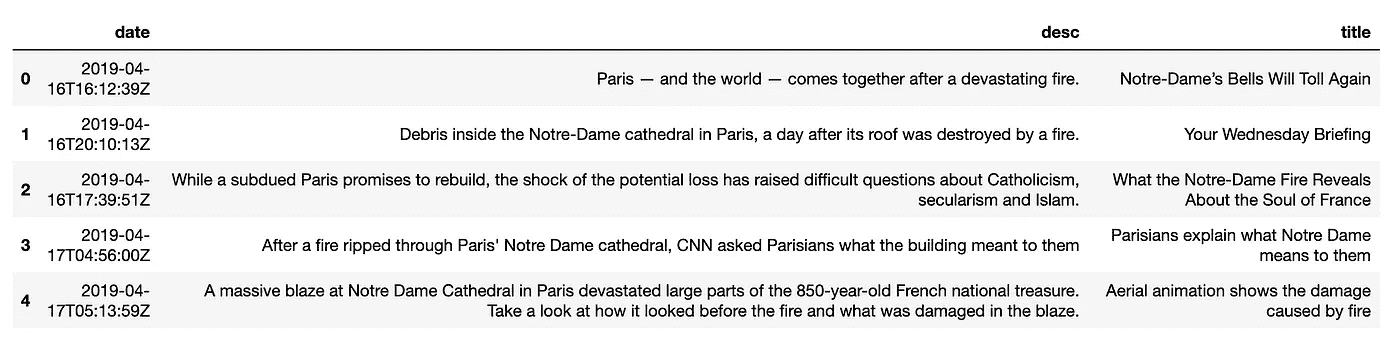 date desc title
0 2019-04-16T16:12:39Z Paris — and the world — comes together after a devastating fire. Notre-Dame’s Bells Will Toll Again
1 2019-04-16T20:10:13Z Debris inside the Notre-Dame cathedral in Paris, a day after its roof was destroyed by a fire. Your Wednesday Briefing
2 2019-04-16T17:39:51Z While a subdued Paris promises to rebuild, the shock of the potential loss has raised difficult questions about Catholicism,
secularism and Islam. What the Notre-Dame Fire Reveals
About the Soul of France
3 2019-04-17T04:56:00Z After a fire ripped through Paris' Notre Dame cathedral, CNN asked Parisians what the building meant to them Parisians explain what Notre Dame
means to them
4 2019-04-17T05:13:59Z A massive blaze at Notre Dame Cathedral in Paris devastated large parts of the 850-year-old French national treasure.
Take a look at how it looked before the fire and what was damaged in the blaze. Aerial animation shows the damage
caused by fire